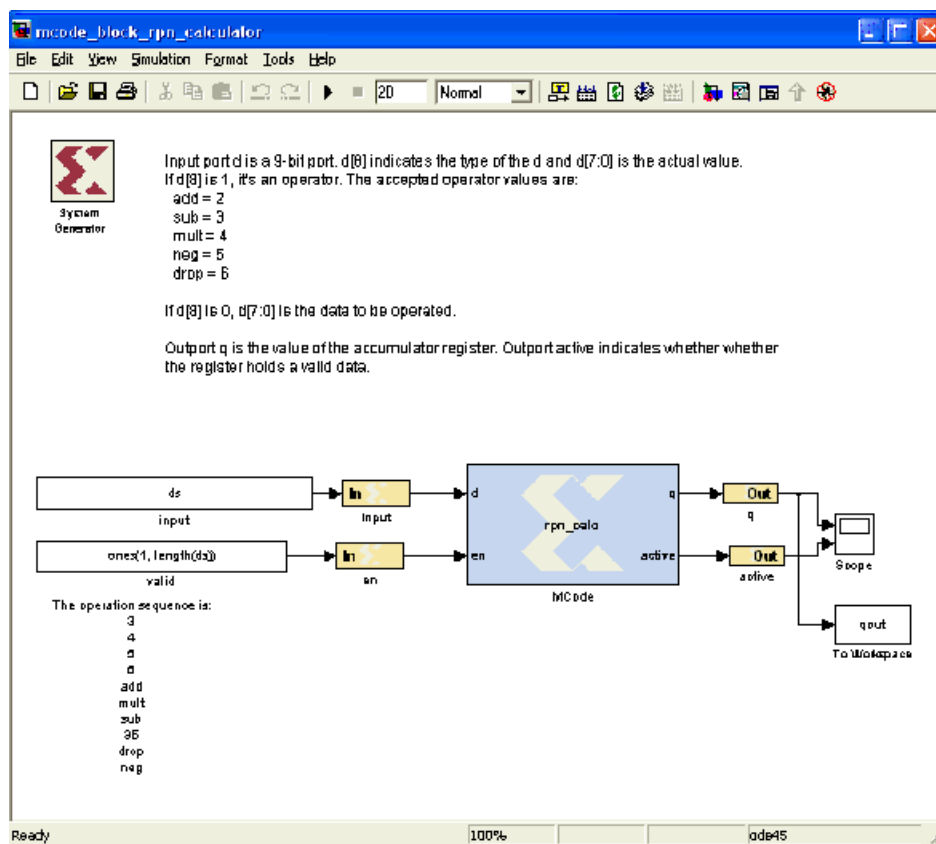 mcode_block_rpn_calculator
File Edit View Simulation Format Tools Help
20 Normal
Input port d is a 9-bit port. d[8] indicates the type of the d and d[7:0] is the actual value.
If d[8] is 1, it's an operator. The accepted operator values are:
add = 2
sub = 3
mult = 4
neg = 5
drop = 6
If d[8] is 0, d[7:0] is the data to be operated.
Outport q is the value of the accumulator register. Outport active indicates whether whether
the register holds a valid data.
System
Generator
ds
input
In
input
d
q
Out
q
rpn_calc
ones(1, length(ds))
valid
In
en
en
active
Out
active
MCode
Scope
qout
To Workspace
The operation sequence is:
3
4
add
mult
sub
drop
neg
Ready 100% ode45